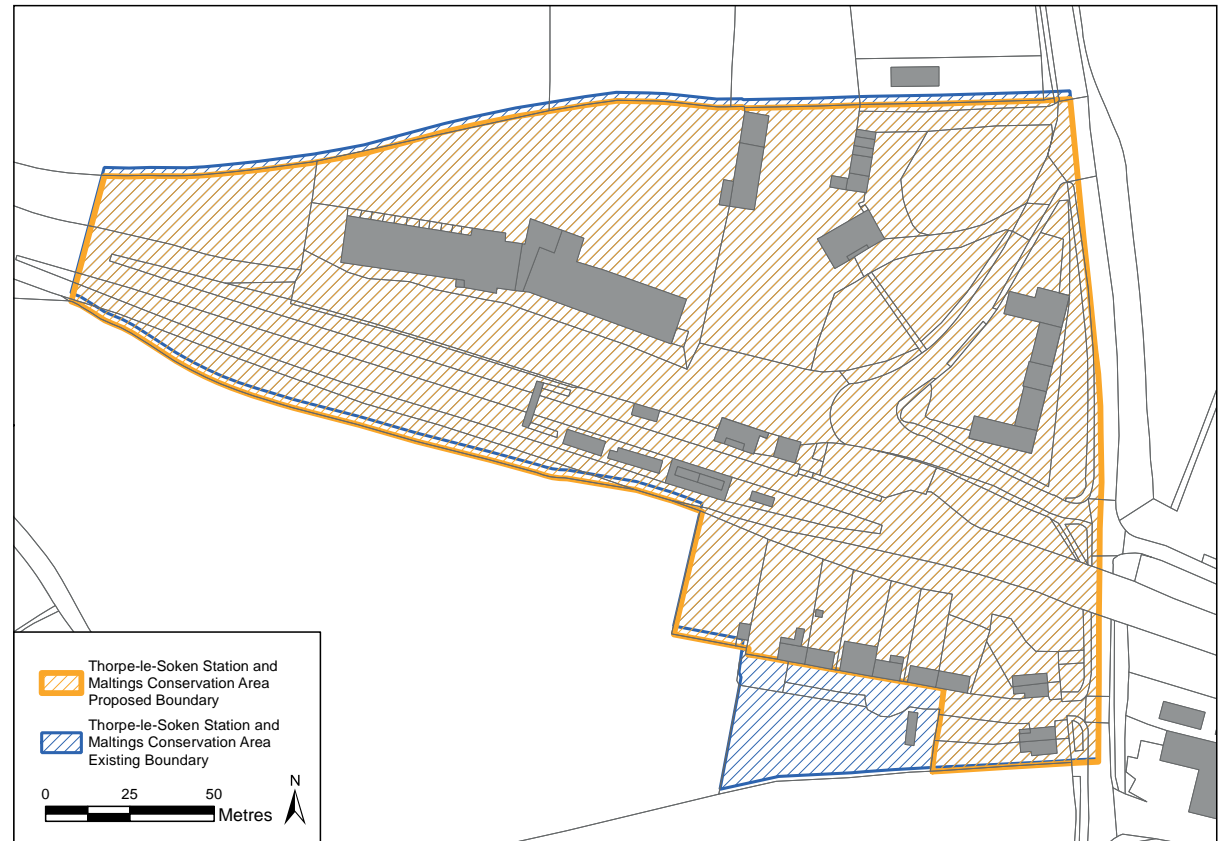 Thorpe-le-Soken Station and
Maltings Conservation Area
Proposed Boundary
Thorpe-le-Soken Station and
Maltings Conservation Area
Existing Boundary
N
0 25 50
Metres